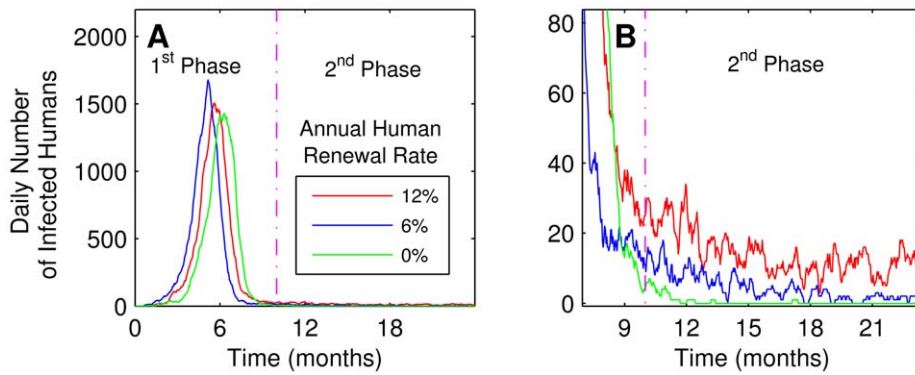 A
B
1st Phase
2nd Phase
2nd Phase
Daily Number
of Infected Humans
2200
1500
1000
500
0
Annual Human
Renewal Rate
12%
6%
0%
80
60
40
20
0
0 6 12 18
9 12 15 18 21
Time (months)
Time (months)